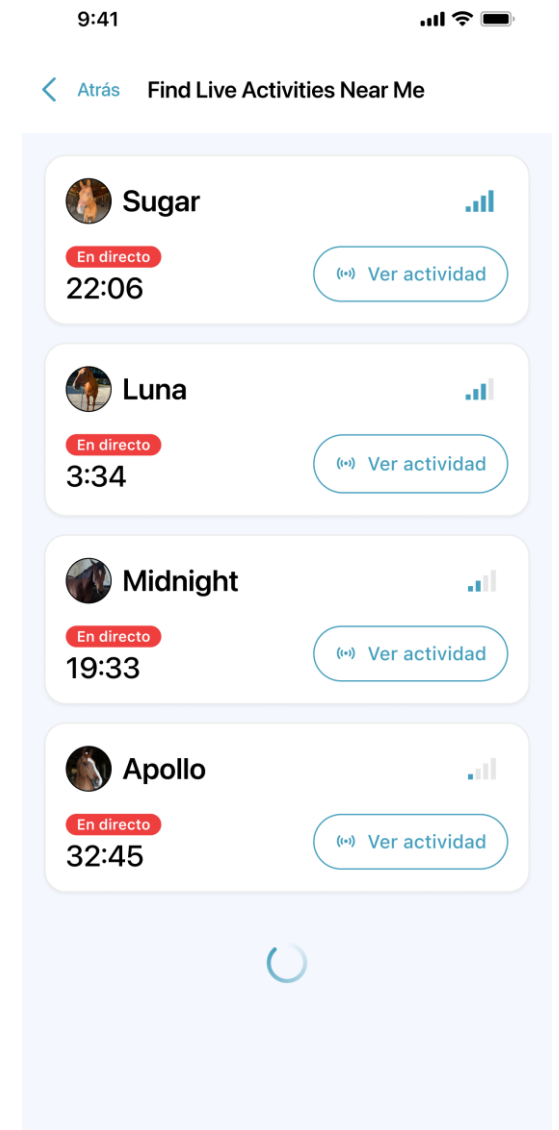 9:41
Atrás Find Live Activities Near Me
Sugar
En directo
22:06
Ver actividad
Luna
En directo
3:34
Ver actividad
Midnight
En directo
19:33
Ver actividad
Apollo
En directo
32:45
Ver actividad